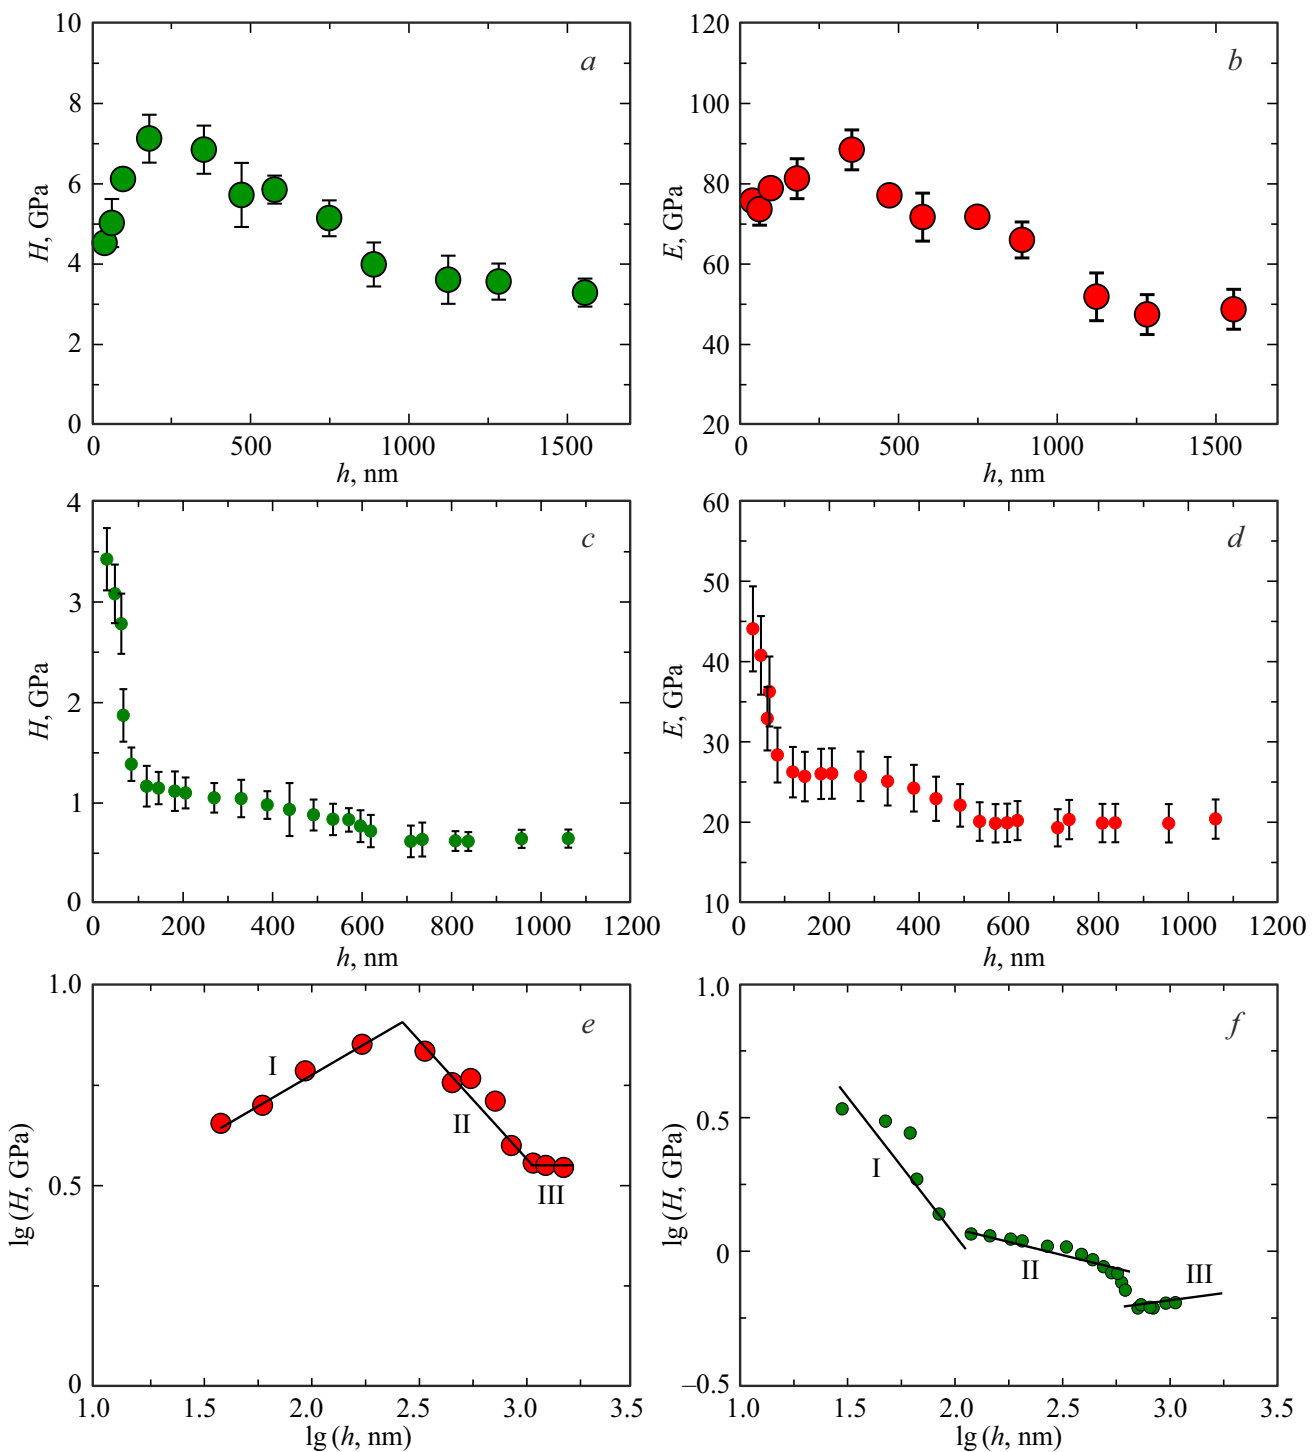 a
H, GPa
10
8
6
4
2
0
0 500 1000 1500
h, nm
b
E, GPa
120
100
80
60
40
20
0 500 1000 1500
h, nm
c
H, GPa
4
3
2
1
0
0 200 400 600 800 1000 1200
h, nm
d
E, GPa
60
50
40
30
20
10
0 200 400 600 800 1000 1200
h, nm
e
lg (H, GPa)
1.0
0.5
0
I
II
III
1.0 1.5 2.0 2.5 3.0 3.5
lg (h, nm)
f
lg (H, GPa)
1.0
0.5
0
–0.5
I
II
III
1.0 1.5 2.0 2.5 3.0 3.5
lg (h, nm)